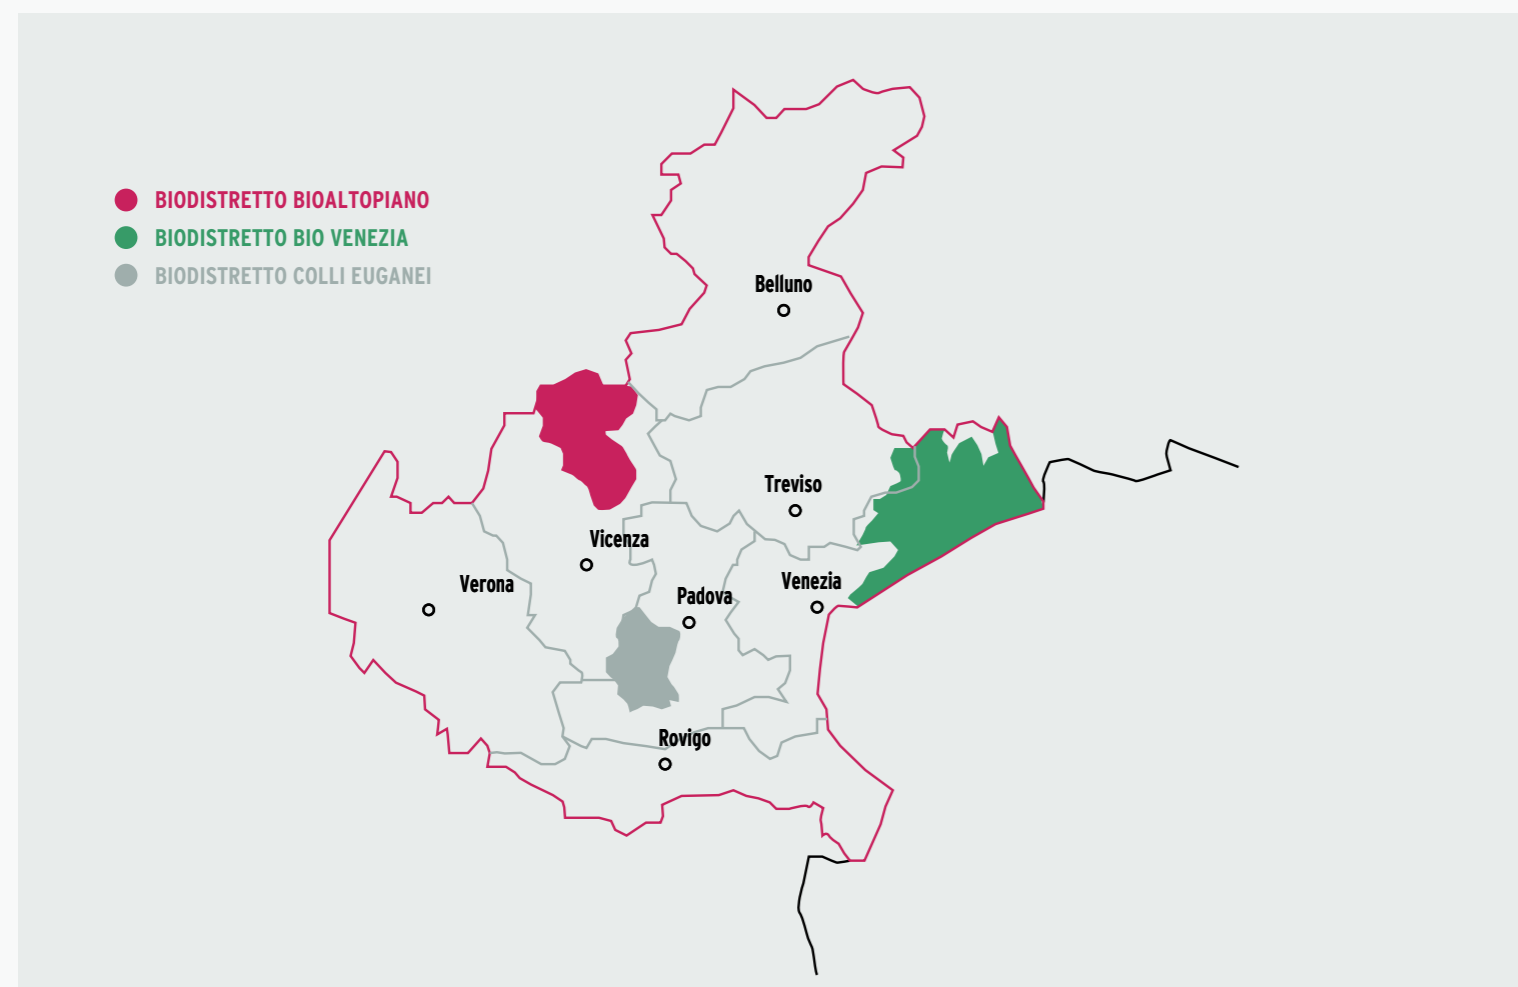 BIODISTRETTO BIOALTOPIANO
BIODISTRETTO BIO VENEZIA
BIODISTRETTO COLLI EUGANEI
Belluno
Treviso
Vicenza
Verona
Venezia
Padova
Rovigo